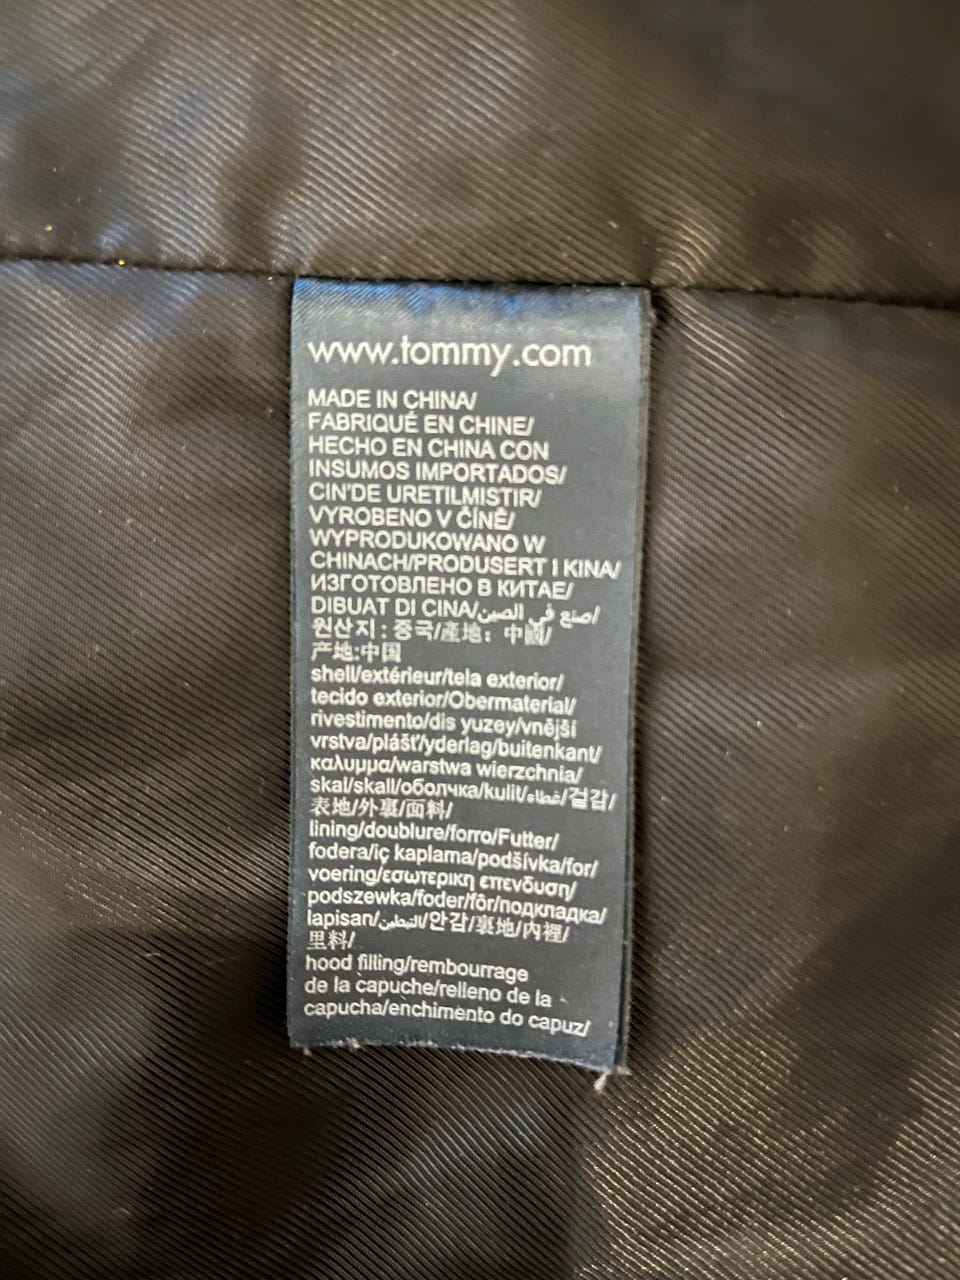 www.tommy.com
MADE IN CHINA/
FABRIQUÉ EN CHINE/
HECHO EN CHINA CON
INSUMOS IMPORTADOS/
CIN'DE URETILMISTIR/
VYROBENO V ČÍNĚ/
WYPRODUKOWANO W
CHINACH/PRODUSERT I KINA/
ИЗГОТОВЛЕНО В КИТАЕ/
DIBUAT DI CINA/صنع في الصين/
원산지 : 중국/產地：中國/
产地:中国
shell/extérieur/tela exterior/
tecido exterior/Obermaterial/
rivestimento/dis yuzey/vnější
vrstva/plášť/yderlag/buitenkant/
καλυμμα/warstwa wierzchnia/
skal/skall/оболчка/kulit/غطاء/겉감/
表地/外裏/面料/
lining/doublure/forro/Futter/
fodera/iç kaplama/podšívka/for/
voering/εσωτερικη επενδυση/
podszewka/foder/fôr/подкладка/
lapisan/التبطين/안감/裏地/內裡/
里料/
hood filling/rembourrage
de la capuche/relleno de la
capucha/enchimento do capuz/